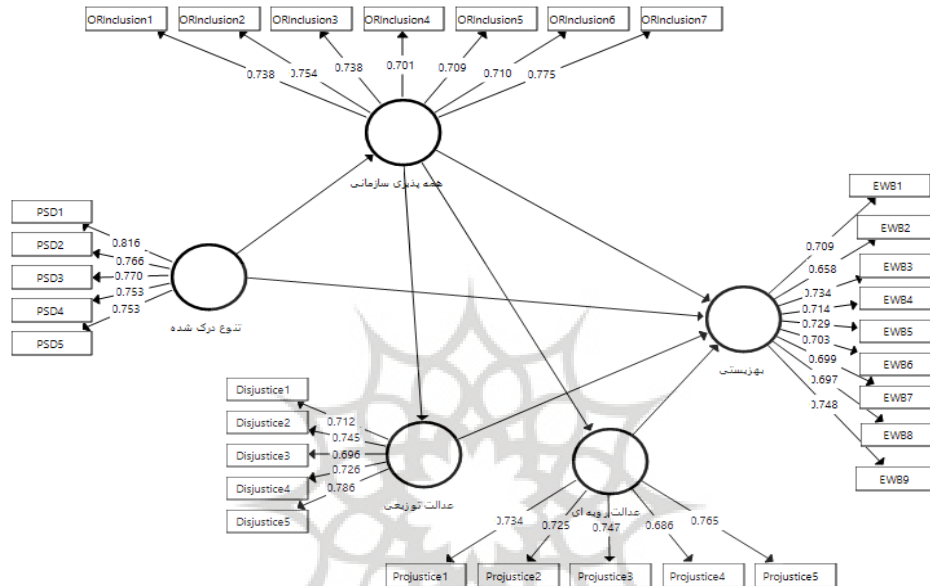 ORInclusion1 ORInclusion2 ORInclusion3 ORInclusion4 ORInclusion5 ORInclusion6 ORInclusion7
0.738 0.754 0.738 0.701 0.709 0.710 0.775
همه پذیری سازمانی
PSD1
PSD2
PSD3
PSD4
PSD5
0.816
0.766
0.770
0.753
0.753
تنوع درک شده
EWB1
EWB2
EWB3
EWB4
EWB5
EWB6
EWB7
EWB8
EWB9
0.709
0.658
0.734
0.714
0.729
0.703
0.699
0.697
0.748
بهزیستی
Disjustice1
Disjustice2
Disjustice3
Disjustice4
Disjustice5
0.712
0.745
0.696
0.726
0.786
عدالت توزیعی
عدالت رویه ای
0.734 0.725 0.747 0.686 0.765
Projustice1 Projustice2 Projustice3 Projustice4 Projustice5